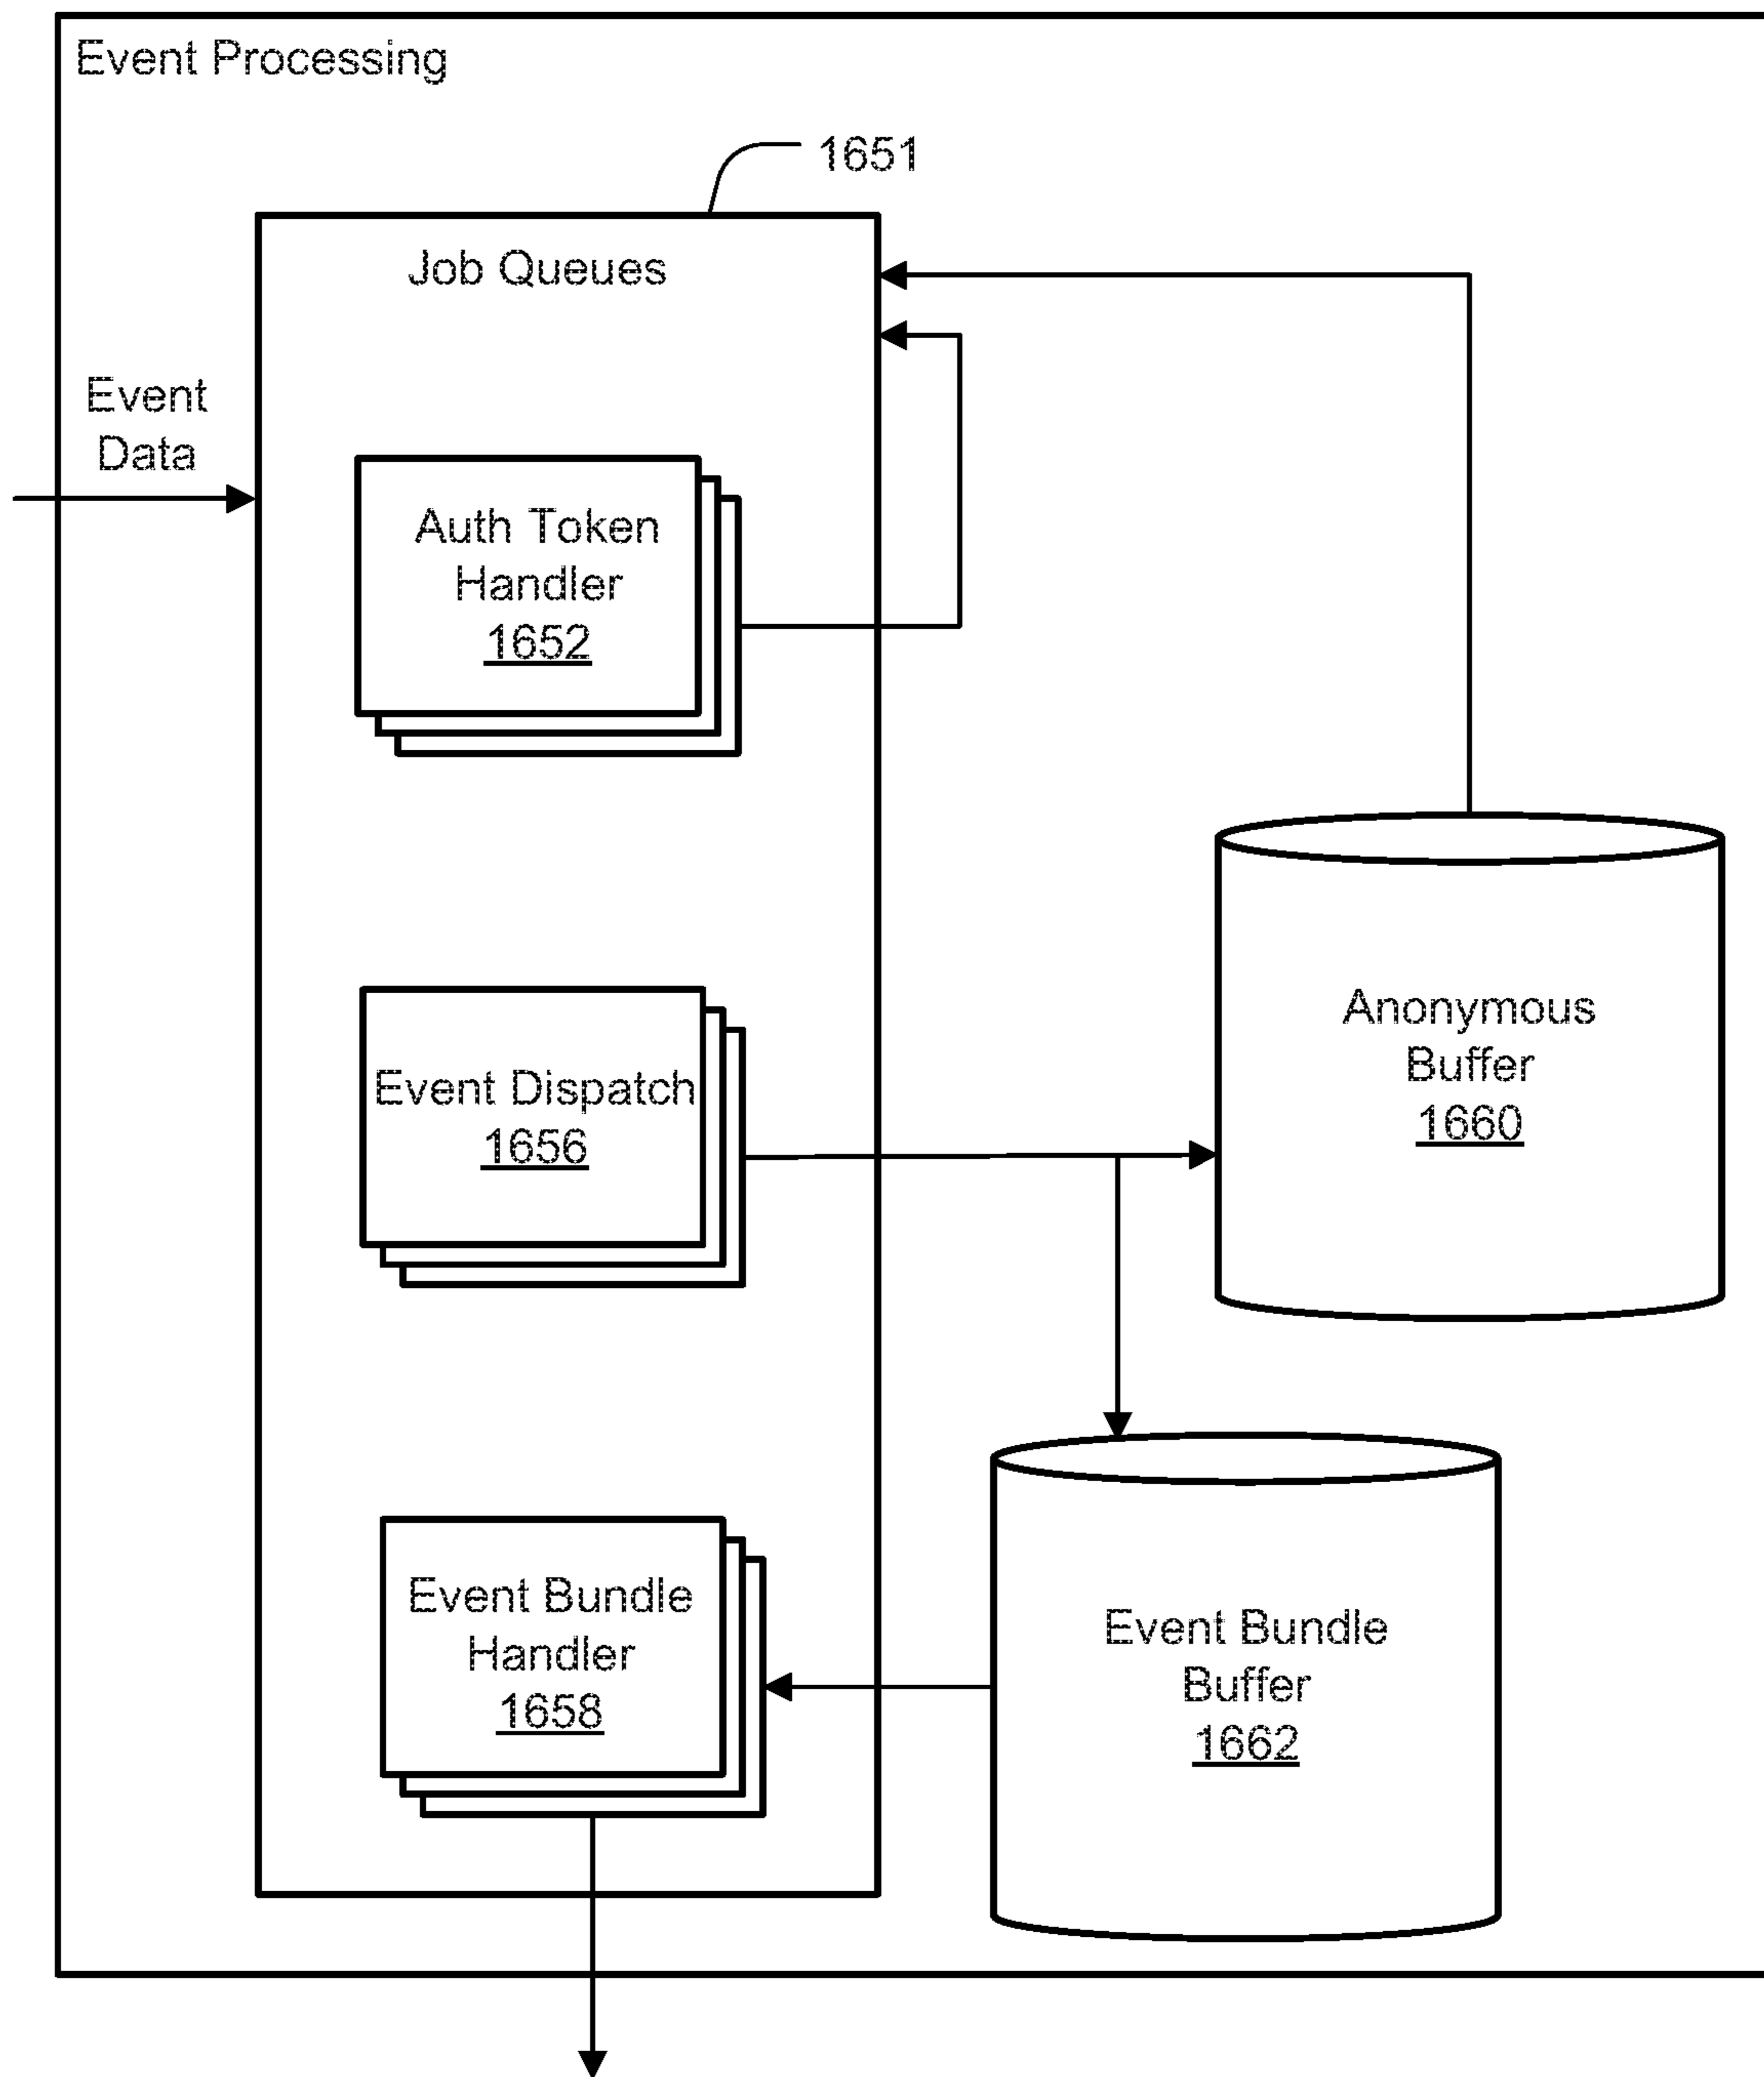 Event Processing
1651
Job Queues
Event
Data
Auth Token
Handler
1652
Anonymous
Buffer
1660
Event Dispatch
1656
Event Bundle
Handler
1658
Event Bundle
Buffer
1662